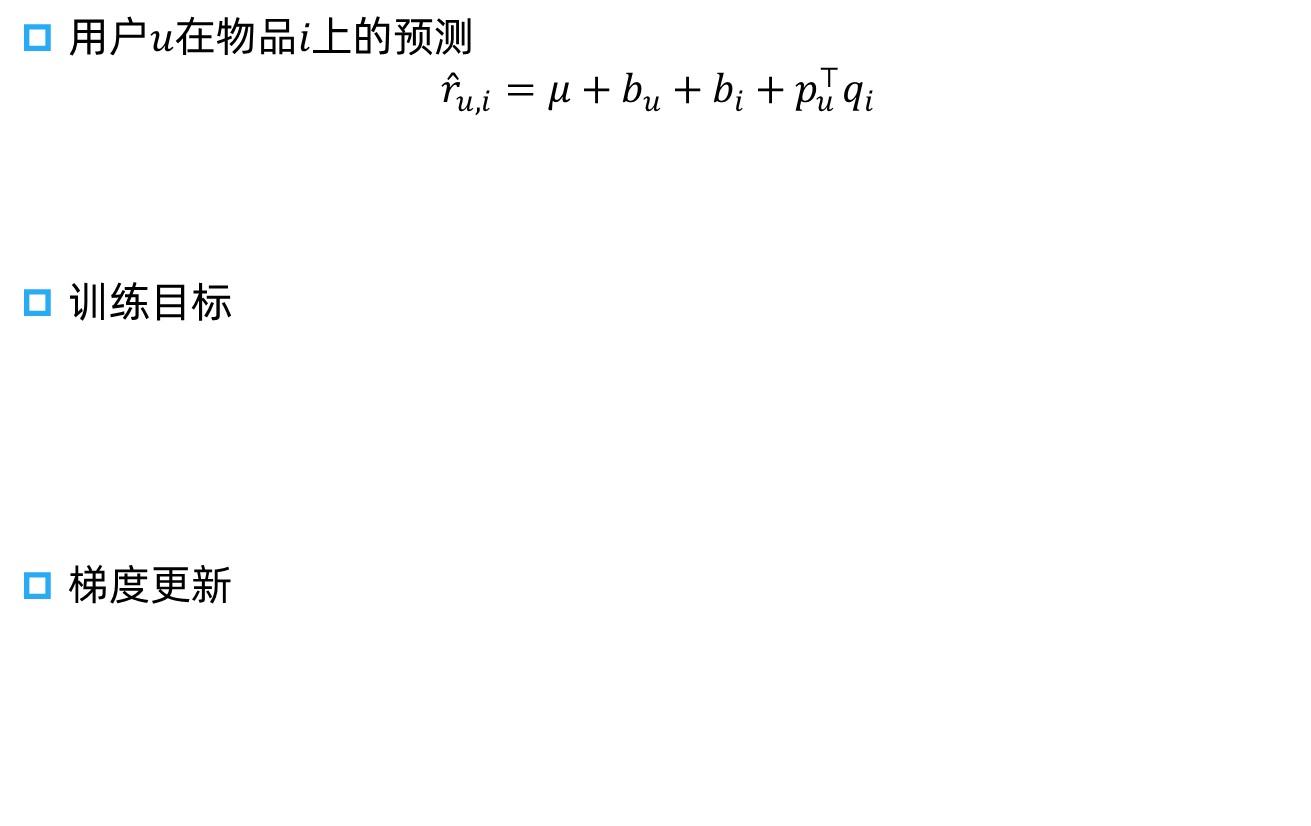 用户𝑢在物品𝑖上的预测
r̂_{u,i} = μ + b_u + b_i + p_u^⊤ q_i
训练目标
梯度更新